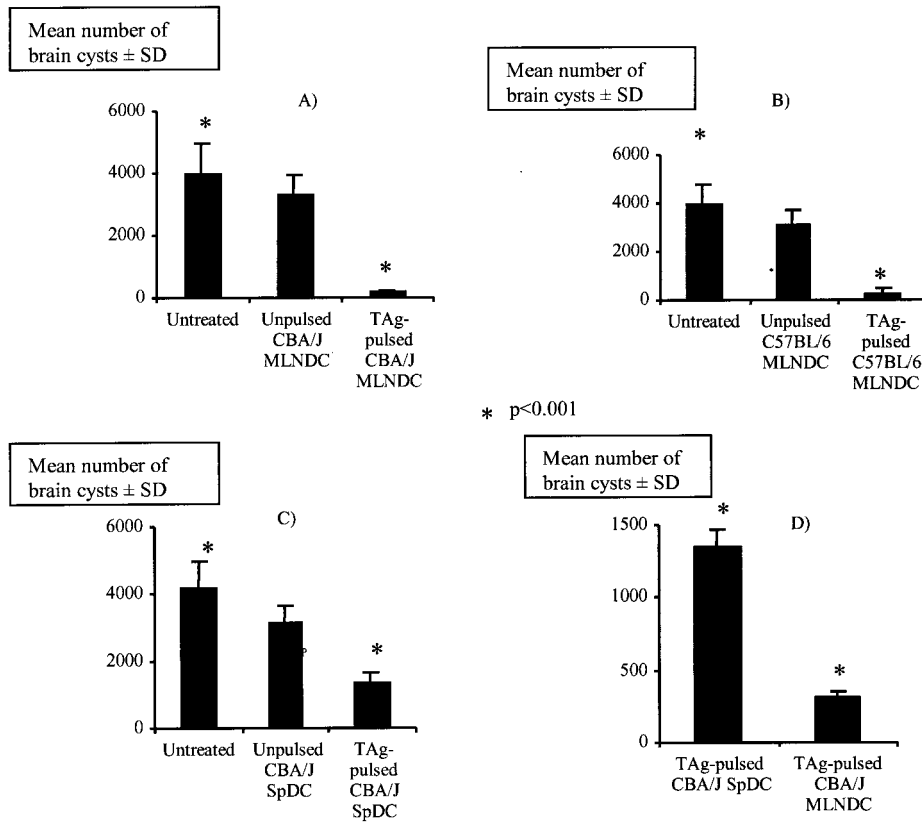 Mean number of
brain cysts ± SD
A)
6000
4000
2000
0
*
*
Untreated
Unpulsed
CBA/J
MLNDC
TAg-
pulsed
CBA/J
MLNDC
Mean number of
brain cysts ± SD
B)
6000
4000
2000
0
*
*
Untreated
Unpulsed
C57BL/6
MLNDC
TAg-
pulsed
C57BL/6
MLNDC
* p<0.001
Mean number of
brain cysts ± SD
C)
6000
4000
2000
0
*
*
Untreated
Unpulsed
CBA/J
SpDC
TAg-
pulsed
CBA/J
SpDC
Mean number of
brain cysts ± SD
D)
1500
1000
500
0
*
*
TAg-pulsed
CBA/J SpDC
TAg-pulsed
CBA/J
MLNDC